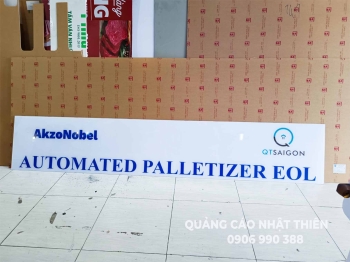 AkzoNobel
QTSAIGON
AUTOMATED PALLETIZER EOL
QUẢNG CÁO NHẬT THIÊN
0906 990 388